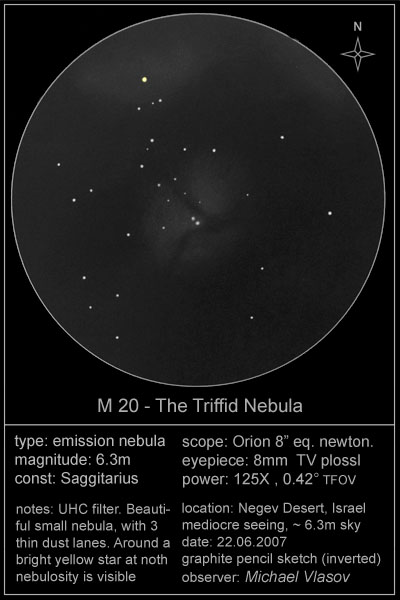 N
M 20 - The Triffid Nebula
type: emission nebula
magnitude: 6.3m
const: Saggitarius
scope: Orion 8" eq. newton.
eyepiece: 8mm TV plossl
power: 125X , 0.42° TFOV
notes: UHC filter. Beauti-
ful small nebula, with 3
thin dust lanes. Around a
bright yellow star at noth
nebulosity is visible
location: Negev Desert, Israel
mediocre seeing, ~ 6.3m sky
date: 22.06.2007
graphite pencil sketch (inverted)
observer: Michael Vlasov